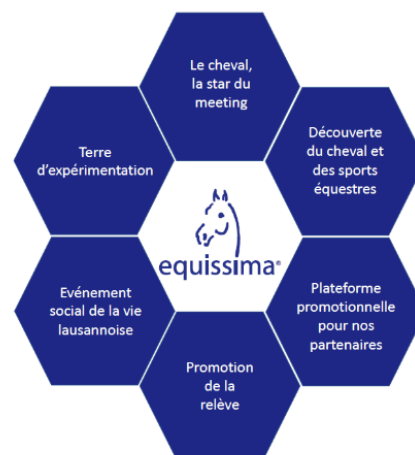 Le cheval,
la star du
meeting
Découverte
du cheval et
des sports
équestres
Plateforme
promotionnelle
pour nos
partenaires
Promotion
de la
relève
Evénement
social de la vie
lausannoise
Terre
d’expérimentation
equissima®